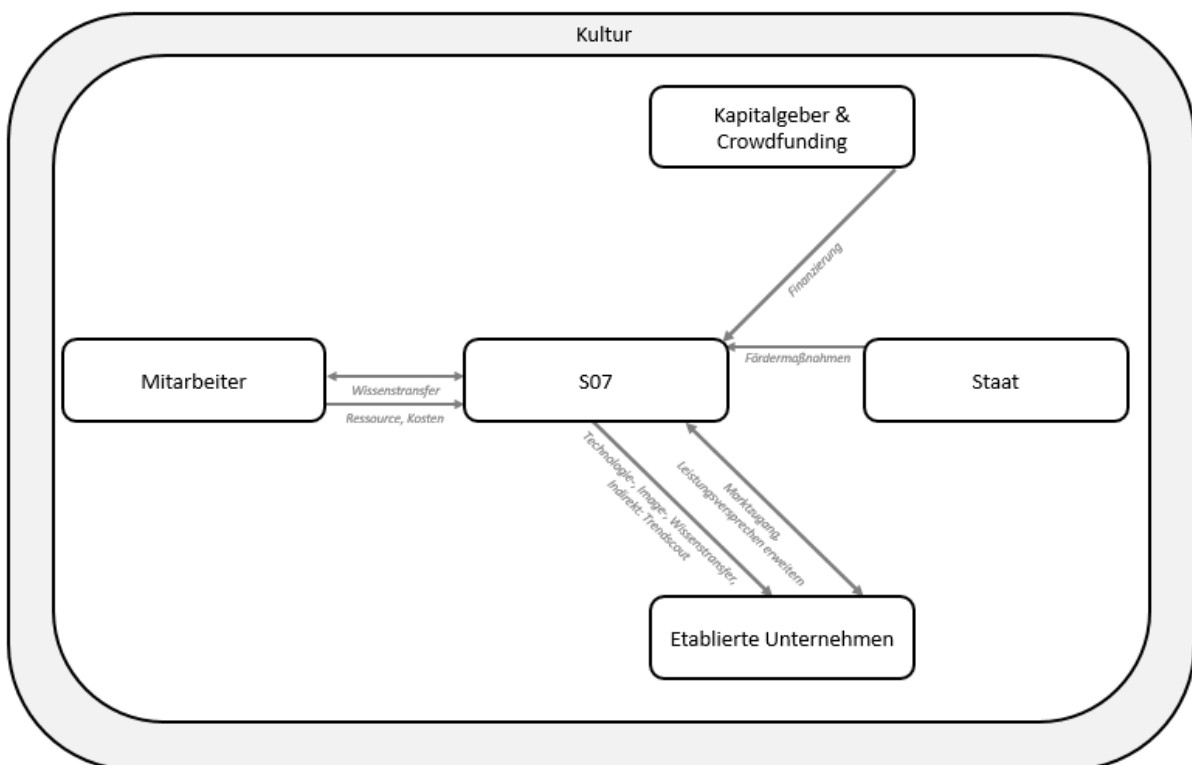 Kultur
Kapitalgeber &
Crowdfunding
Finanzierung
Mitarbeiter
Wissenstransfer
Ressource, Kosten
S07
Fördermaßnahmen
Staat
Technologie-, Image-, Wissenstransfer,
Indirekt: Trendscout
Marktzugang,
Leistungsversprechen erweitern
Etablierte Unternehmen